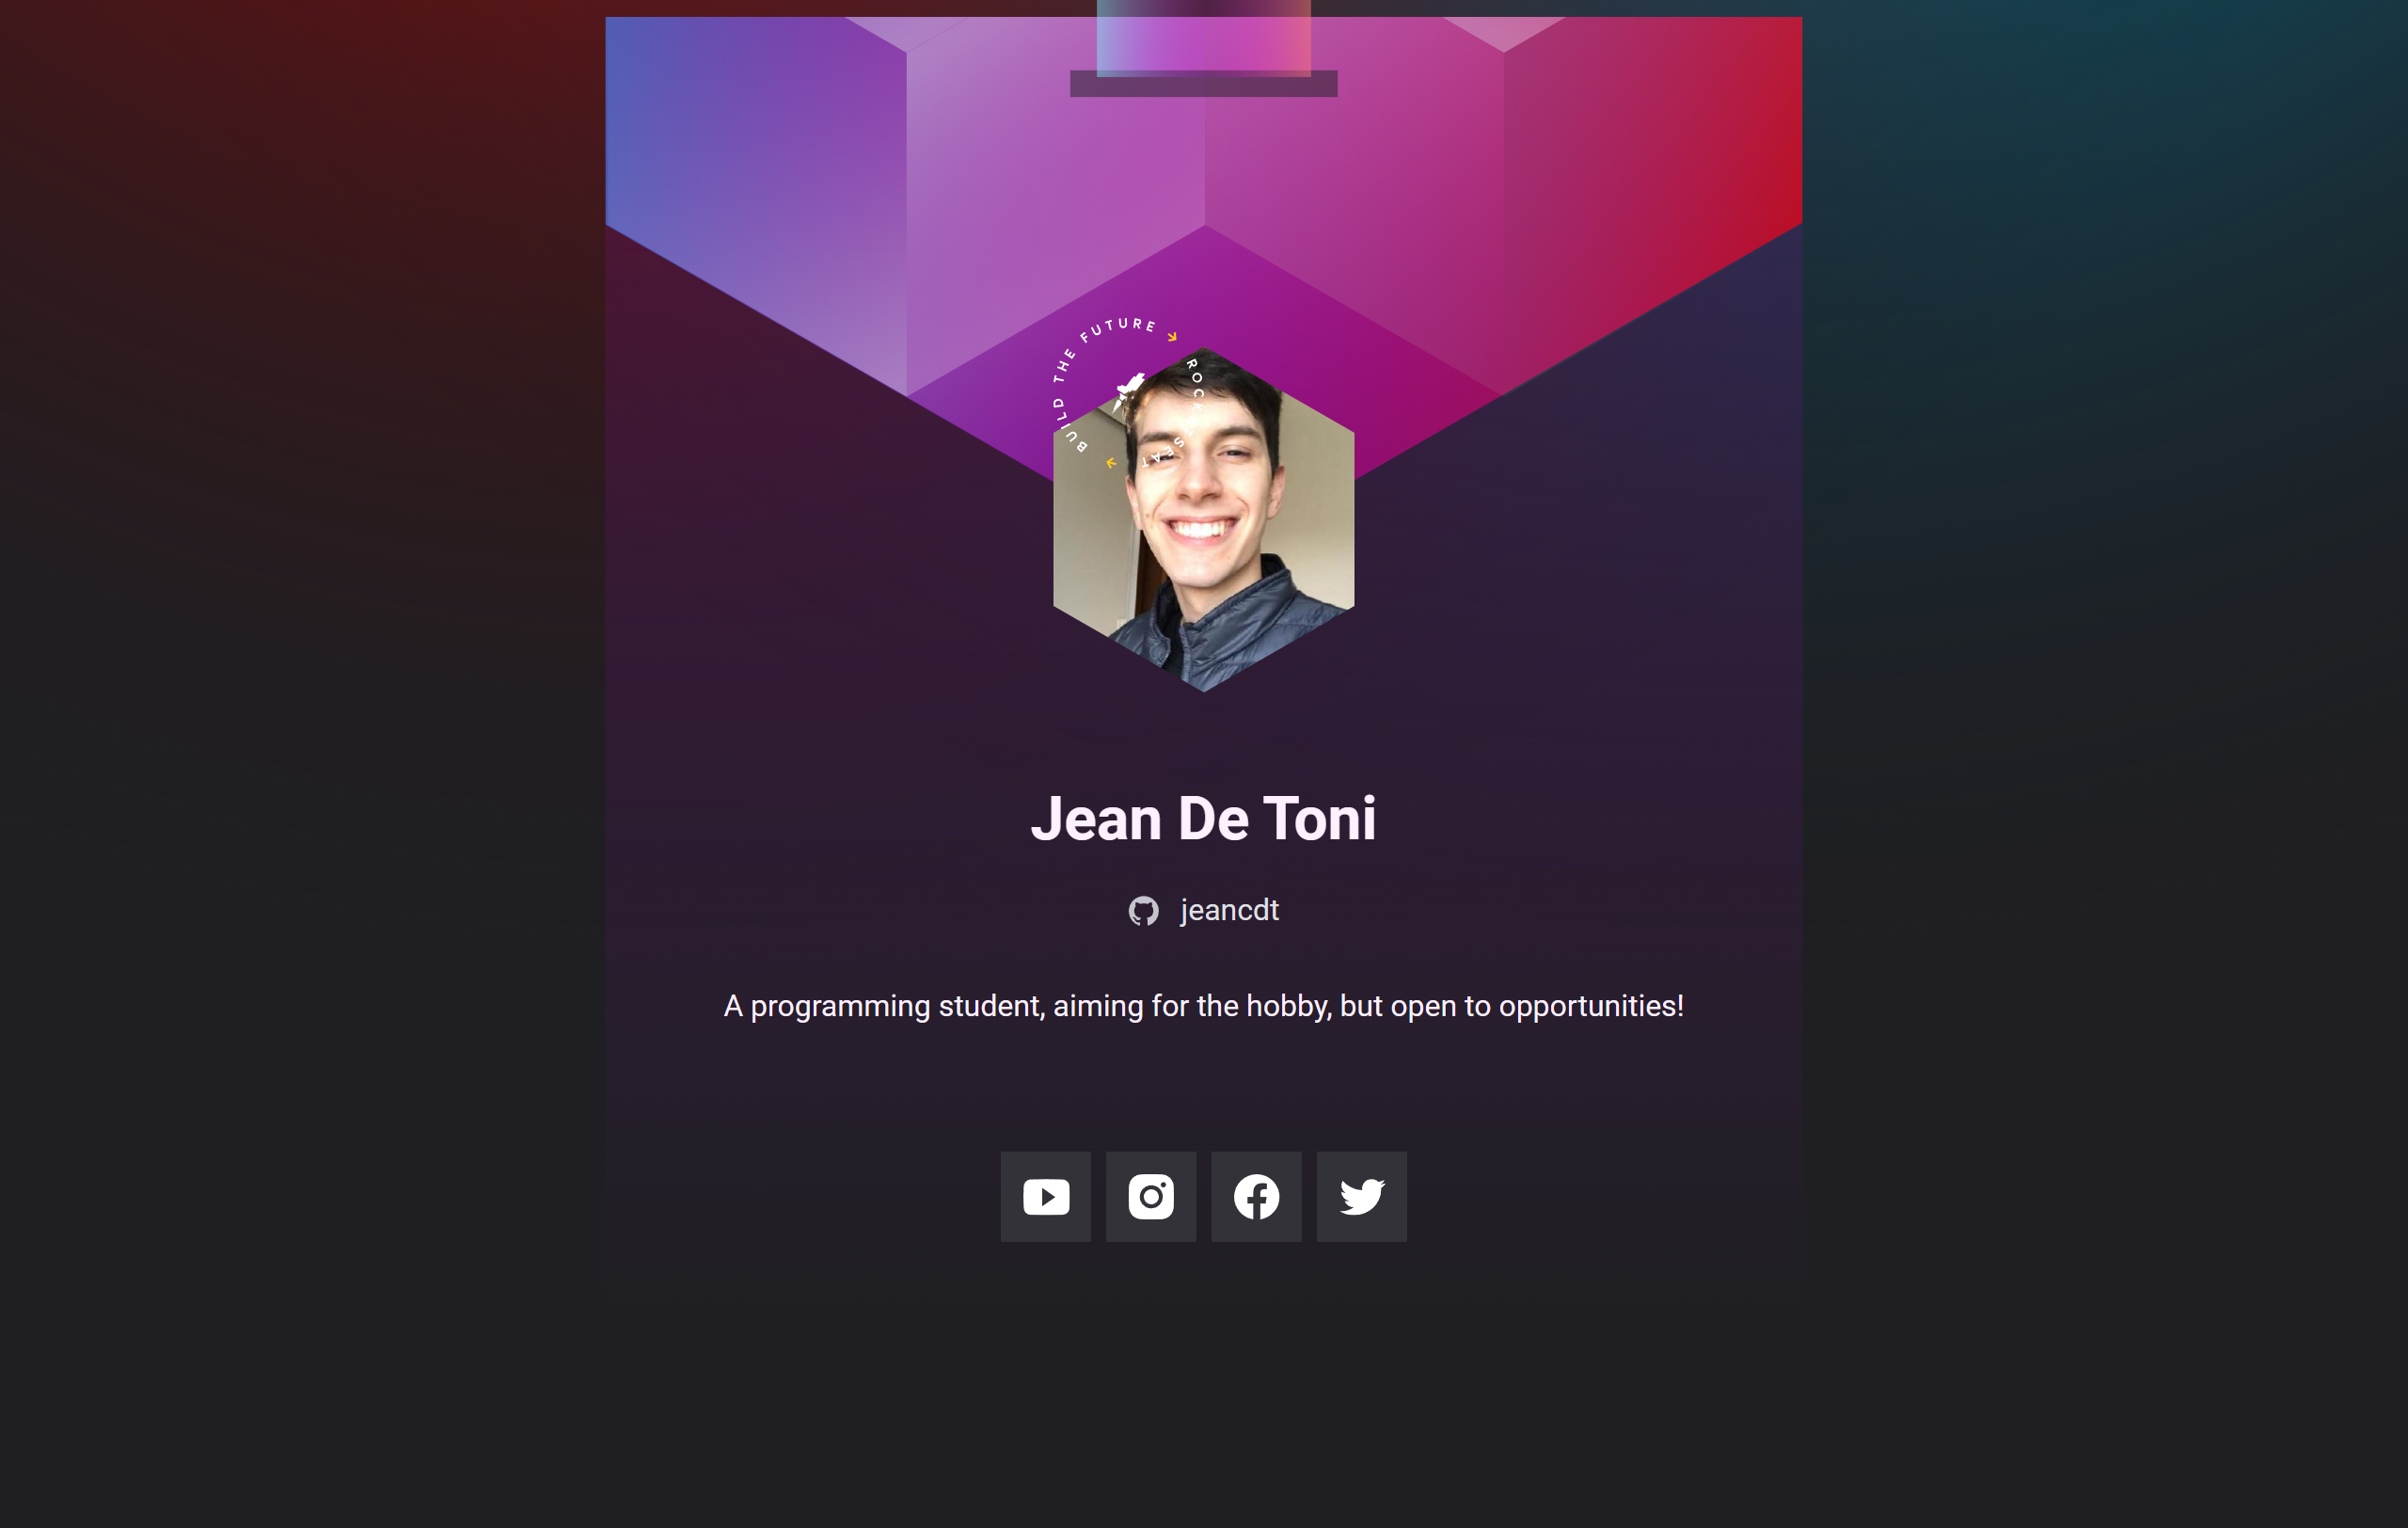 BUILD THE FUTURE
ROCKETSEAT
Jean De Toni
jeancdt
A programming student, aiming for the hobby, but open to opportunities!